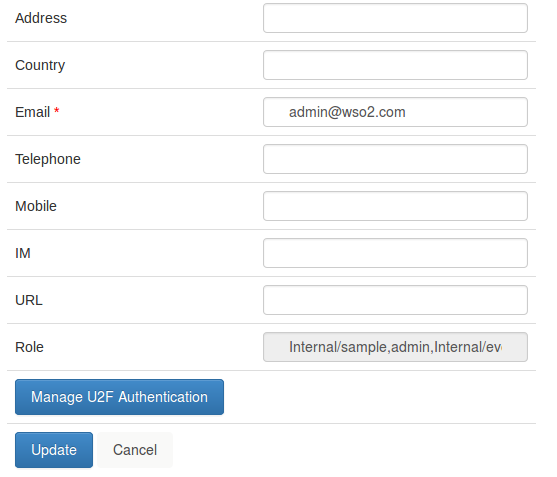 Address
Country
Email * admin@wso2.com
Telephone
Mobile
IM
URL
Role Internal/sample,admin,Internal/ev
Manage U2F Authentication
Update Cancel